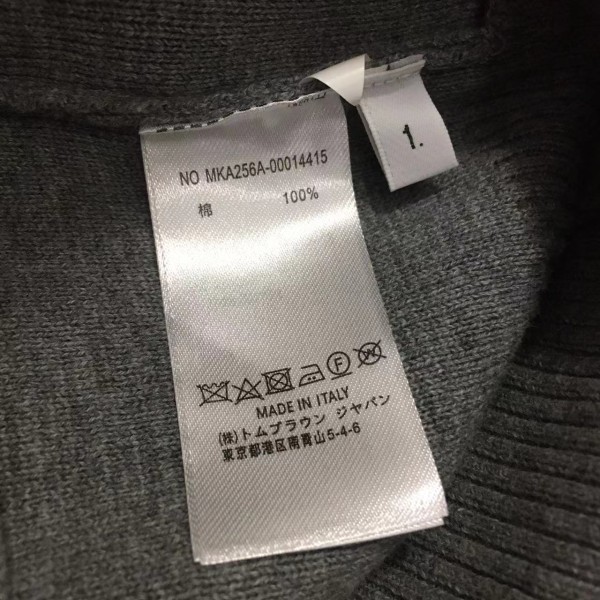 NO MKA256A-00014415
棉 100%
MADE IN ITALY
(株)トムブラウン ジャパン
東京都港区南青山5-4-6
1.